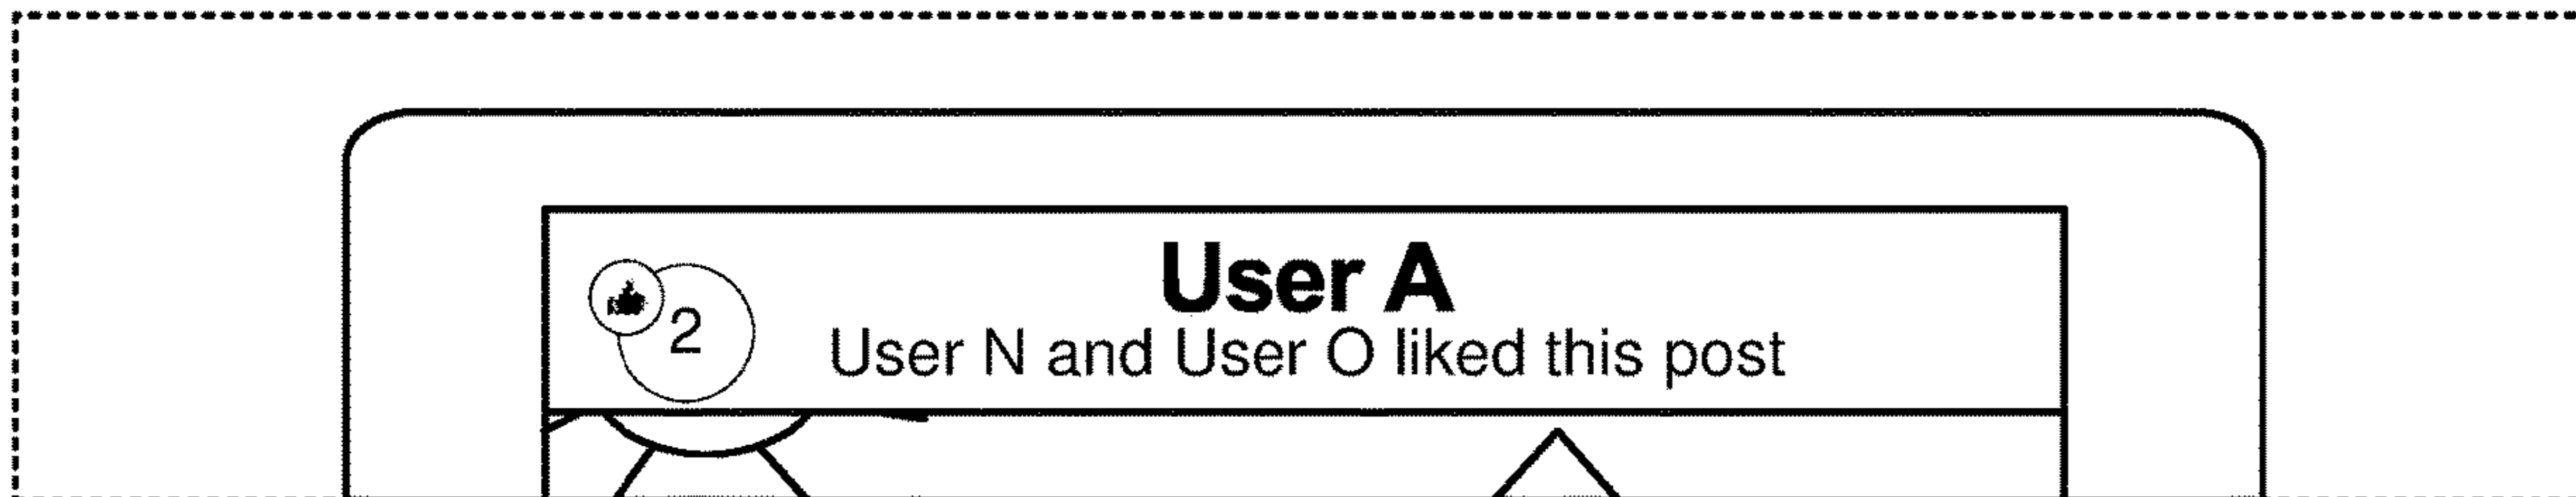 User A
2
User N and User O liked this post